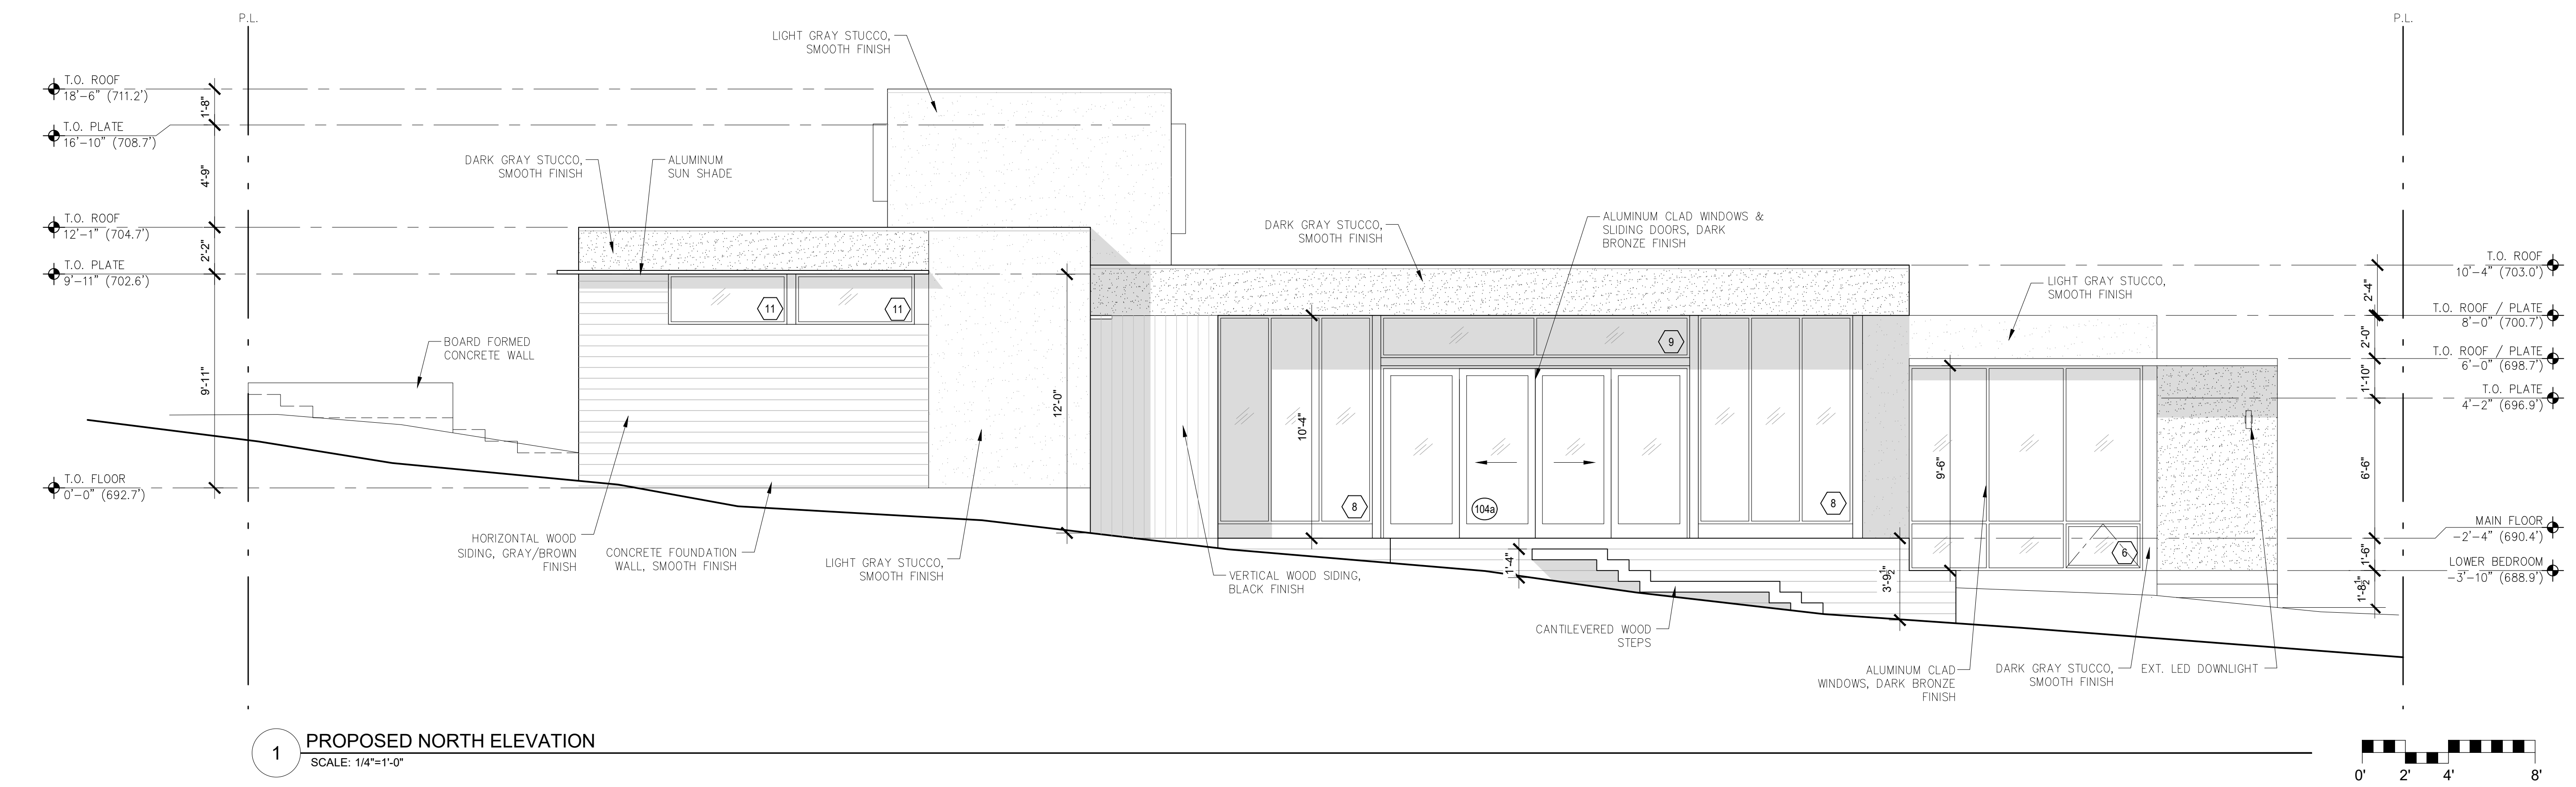 P.L.
P.L.
LIGHT GRAY STUCCO,
SMOOTH FINISH
T.O. ROOF
18'-6" (711.2')
1'-8"
T.O. PLATE
16'-10" (708.7')
4'-9"
DARK GRAY STUCCO,
SMOOTH FINISH
ALUMINUM
SUN SHADE
T.O. ROOF
12'-1" (704.7')
2'-2"
T.O. PLATE
9'-11" (702.6')
9'-11"
T.O. FLOOR
0'-0" (692.7')
BOARD FORMED
CONCRETE WALL
11
11
12'-0"
HORIZONTAL WOOD
SIDING, GRAY/BROWN
FINISH
CONCRETE FOUNDATION
WALL, SMOOTH FINISH
LIGHT GRAY STUCCO,
SMOOTH FINISH
VERTICAL WOOD SIDING,
BLACK FINISH
DARK GRAY STUCCO,
SMOOTH FINISH
ALUMINUM CLAD WINDOWS &
SLIDING DOORS, DARK
BRONZE FINISH
9
10'-4"
8
104a
8
1'-4"
3'-9½"
CANTILEVERED WOOD
STEPS
LIGHT GRAY STUCCO,
SMOOTH FINISH
9'-6"
6
ALUMINUM CLAD
WINDOWS, DARK BRONZE
FINISH
DARK GRAY STUCCO,
SMOOTH FINISH
EXT. LED DOWNLIGHT
T.O. ROOF
10'-4" (703.0')
2'-4"
T.O. ROOF / PLATE
8'-0" (700.7')
2'-0"
T.O. ROOF / PLATE
6'-0" (698.7')
1'-10"
T.O. PLATE
4'-2" (696.9')
6'-6"
MAIN FLOOR
-2'-4" (690.4')
1'-6"
LOWER BEDROOM
-3'-10" (688.9')
1'-8½"
1
PROPOSED NORTH ELEVATION
SCALE: 1/4"=1'-0"
0' 2' 4' 8'